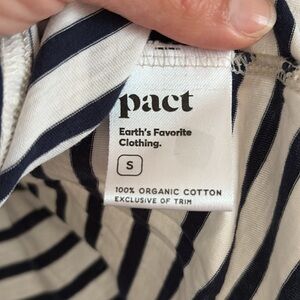 pact
Earth's Favorite
Clothing.
S
100% ORGANIC COTTON
EXCLUSIVE OF TRIM